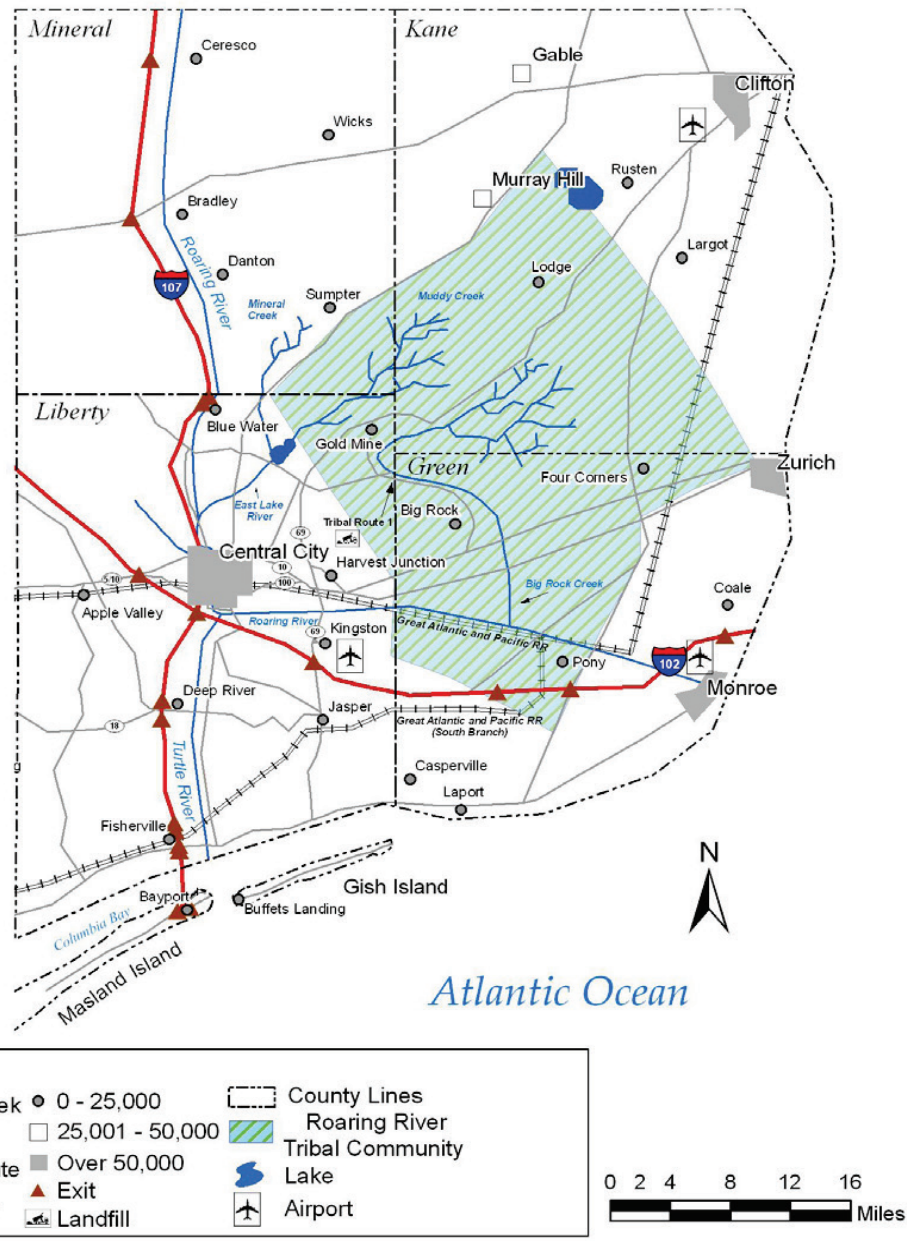 Mineral
Kane
Ceresco
Gable
Clifton
Wicks
Murray Hill
Rusten
Bradley
Roaring River
Largot
Danton
Lodge
107
Mineral
Creek
Sumpter
Muddy Creek
Liberty
Blue Water
Gold Mine
Green
Zurich
Four Corners
East Lake
River
Tribal Route 1
Big Rock
69
Central City
Harvest Junction
10
5/10
100
Big Rock Creek
Coale
Apple Valley
Roaring River
69
Kingston
Great Atlantic and Pacific RR
Pony
102
Monroe
Deep River
18
Jasper
Great Atlantic and Pacific RR
(South Branch)
Turtle River
Casperville
Laport
Fisherville
N
Gish Island
Bayport
Buffets Landing
Columbia Bay
Masland Island
Atlantic Ocean
ek
0 - 25,000
County Lines
25,001 - 50,000
Roaring River
Tribal Community
te
Over 50,000
Lake
Exit
Airport
Landfill
0 2 4 8 12 16
Miles